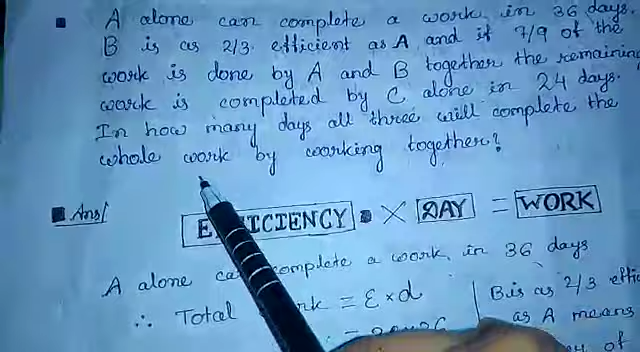 A alone can complete a work in 36 days.
B is as 2/3 efficient as A and if 7/9 of the
work is done by A and B together the remaining
work is completed by C alone in 24 days.
In how many days all three will complete the
whole work by working together?
Ans/
EFFICIENCY × DAY = WORK
A alone can complete a work in 36 days
∴ Total = E×d
B is as 2/3
as A means
of